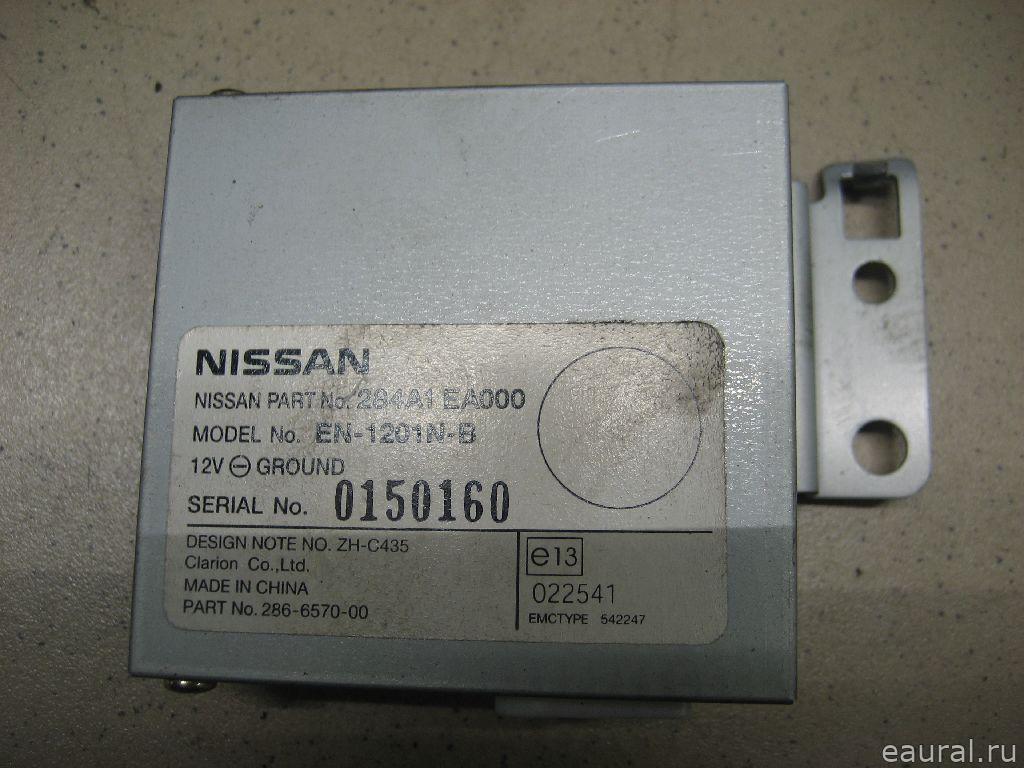 NISSAN
NISSAN PART No. 284A1 EA000
MODEL No. EN-1201N-B
12V ⊖ GROUND
SERIAL No. 0150160
DESIGN NOTE NO. ZH-C435
Clarion Co.,Ltd.
MADE IN CHINA
PART No. 286-6570-00
e13
022541
EMCTYPE 542247
eaural.ru